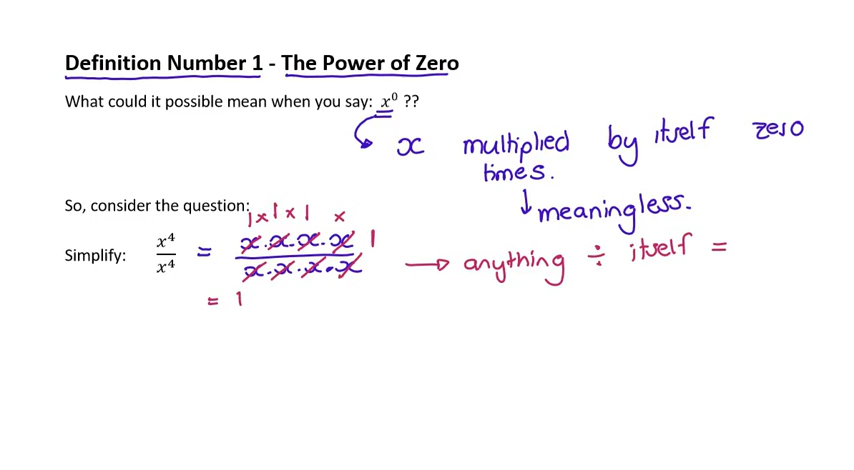 Definition Number 1 - The Power of Zero
What could it possible mean when you say: x⁰ ??
x multiplied by itself zero
times.
meaningless.
So, consider the question:
1 x 1 x 1 x
Simplify: x⁴/x⁴ = x.x.x.x/x.x.x.x 1 → anything ÷ itself =
= 1